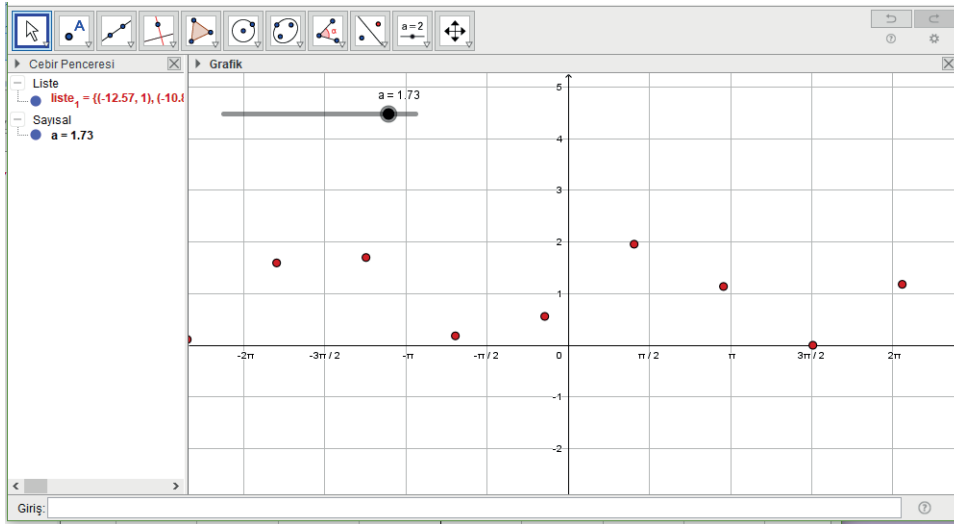 A
α
a = 2
Cebir Penceresi
Grafik
Liste
liste1 = {(-12.57, 1), (-10.8
Sayısal
a = 1.73
a = 1.73
5
4
3
2
1
-2π
-3π / 2
-π
-π / 2
0
π / 2
π
3π / 2
2π
-1
-2
Giriş: